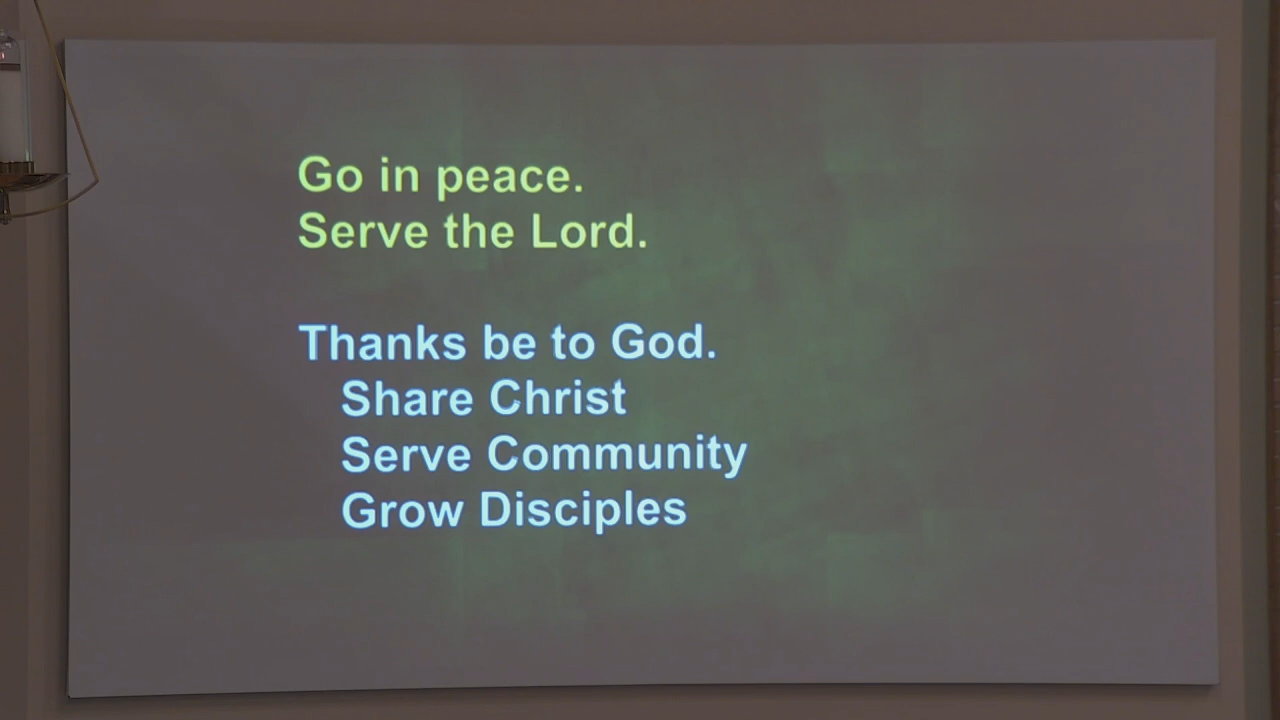 Go in peace.
Serve the Lord.
Thanks be to God.
Share Christ
Serve Community
Grow Disciples